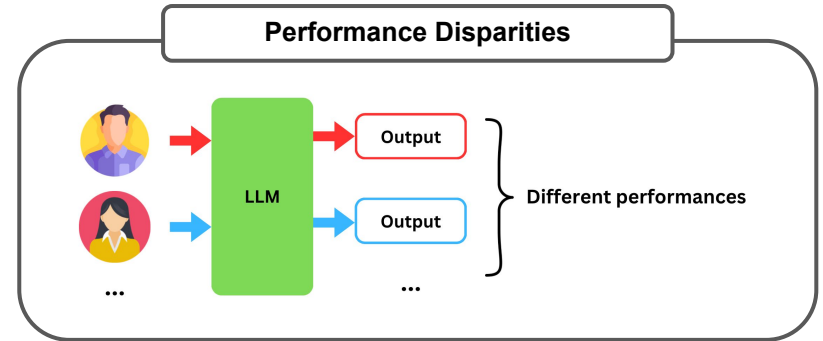 Performance Disparities
Output
LLM
Output
Different performances
...
...